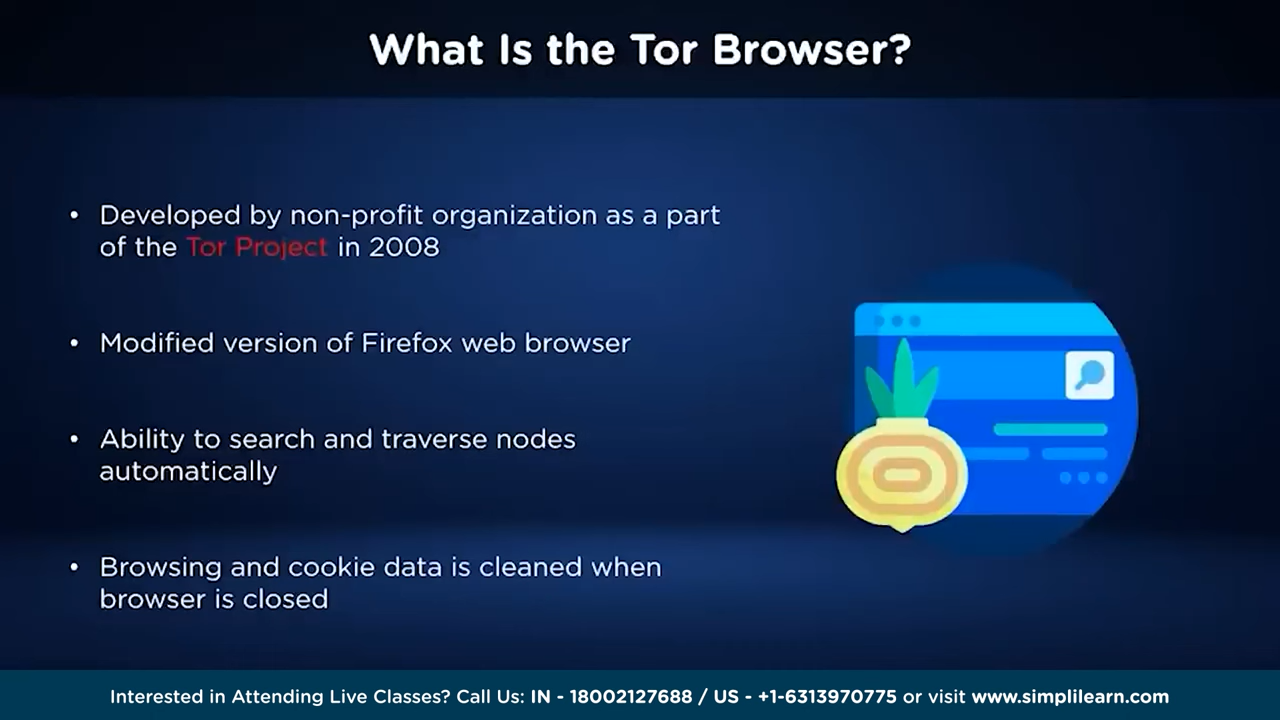 What Is the Tor Browser?
• Developed by non-profit organization as a part
of the Tor Project in 2008
• Modified version of Firefox web browser
• Ability to search and traverse nodes
automatically
• Browsing and cookie data is cleaned when
browser is closed
Interested in Attending Live Classes? Call Us: IN - 18002127688 / US - +1-6313970775 or visit www.simplilearn.com